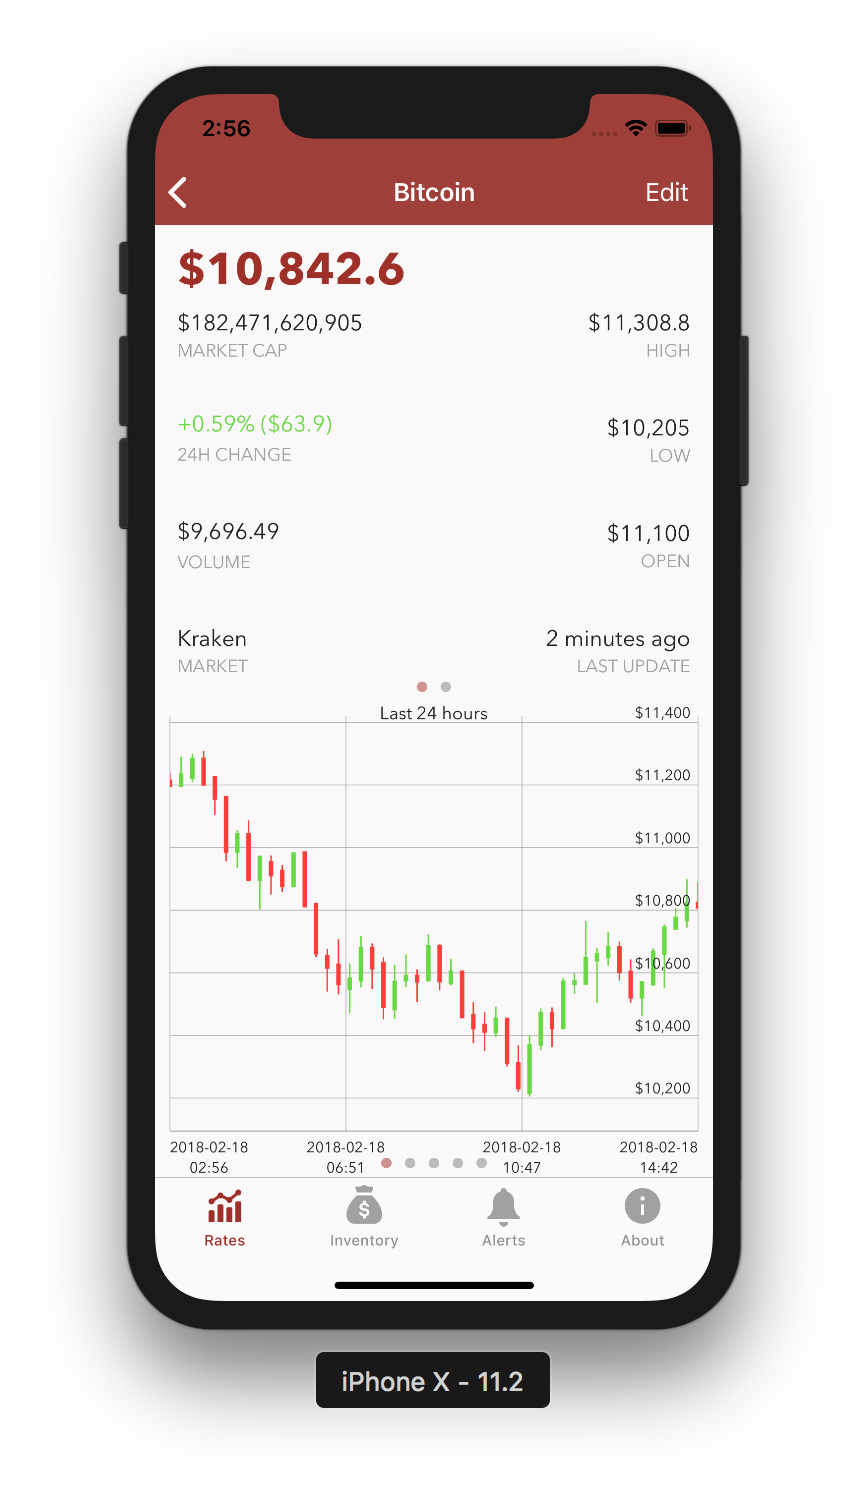 2:56
Bitcoin
Edit
$10,842.6
$182,471,620,905
$11,308.8
MARKET CAP
HIGH
+0.59% ($63.9)
$10,205
24H CHANGE
LOW
$9,696.49
$11,100
VOLUME
OPEN
Kraken
2 minutes ago
MARKET
LAST UPDATE
Last 24 hours
$11,400
$11,200
$11,000
$10,800
$10,600
$10,400
$10,200
2018-02-18 2018-02-18 2018-02-18 2018-02-18
02:56 06:51 10:47 14:42
Rates Inventory Alerts About
iPhone X - 11.2